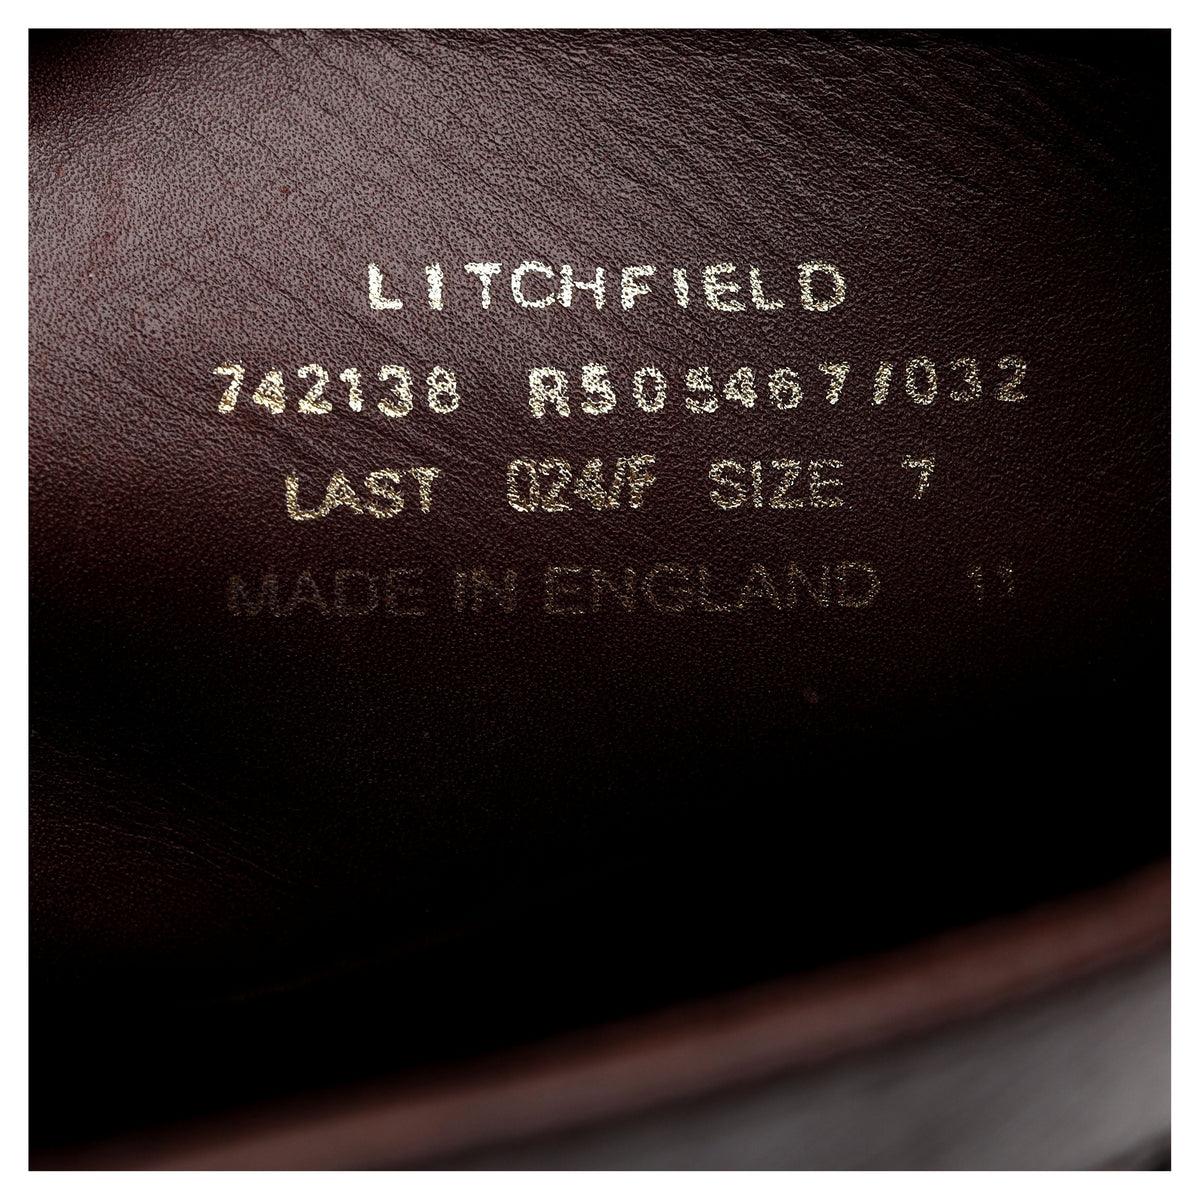 LITCHFIELD
742138 R505467/032
LAST 024/F SIZE 7
MADE IN ENGLAND 11